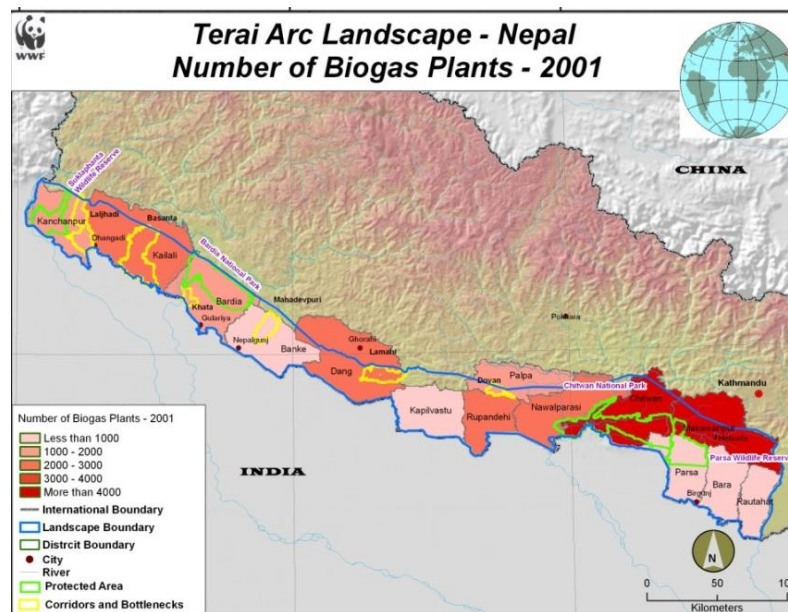 WWF
Terai Arc Landscape - Nepal
Number of Biogas Plants - 2001
CHINA
Suklaphanta
Wildlife Reserve
Kanchanpur
Laljhadi
Basanta
Dhangadi
Kailali
Bardia National Park
Khata
Bardia
Mahadevpuri
Gulariya
Nepalgunj
Banke
Ghorahi
Lamahi
Dang
Pokhara
Dovan
Palpa
Chitwan National Park
Kathmandu
Kapilvastu
Rupandehi
Nawalparasi
Chitwan
Makawanpur
Parsa Wildlife Reserve
Parsa
Bara
Birgunj
Rautahat
INDIA
Number of Biogas Plants - 2001
Less than 1000
1000 - 2000
2000 - 3000
3000 - 4000
More than 4000
International Boundary
Landscape Boundary
Distrcit Boundary
City
River
Protected Area
Corridors and Bottlenecks
N
0 50 10
Kilometers